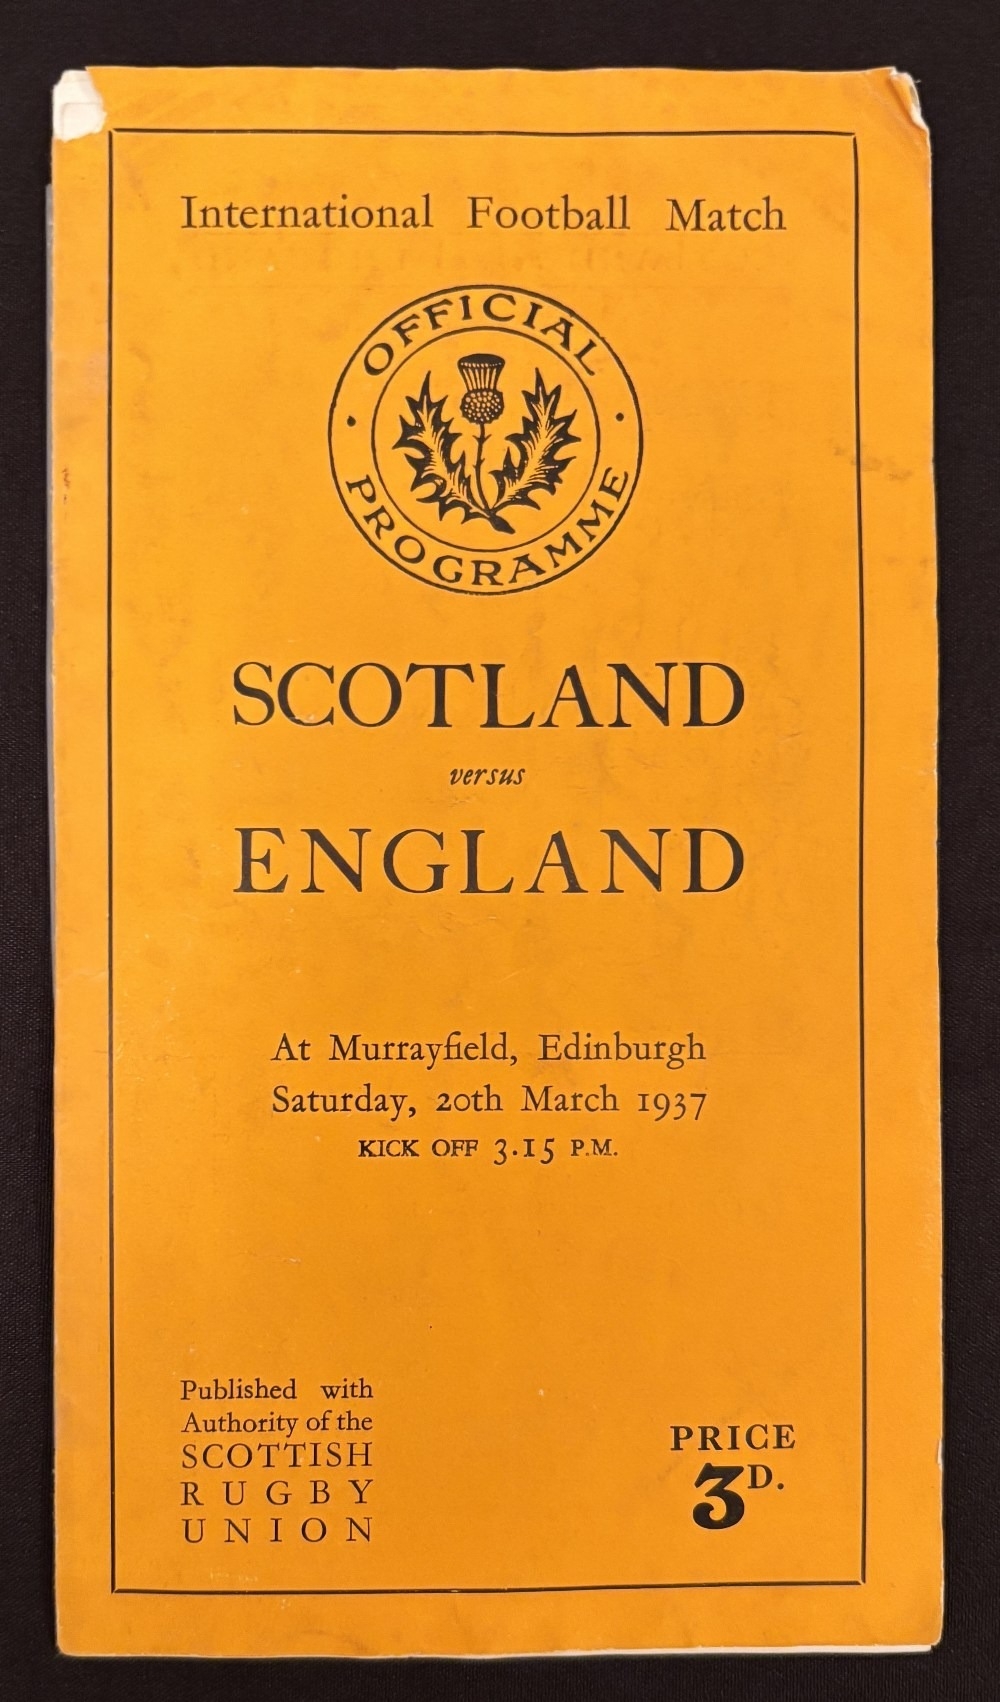 International Football Match
OFFICIAL
PROGRAMME
SCOTLAND
versus
ENGLAND
At Murrayfield, Edinburgh
Saturday, 20th March 1937
KICK OFF 3·15 P.M.
Published with
Authority of the
SCOTTISH
RUGBY
UNION
PRICE
3D.